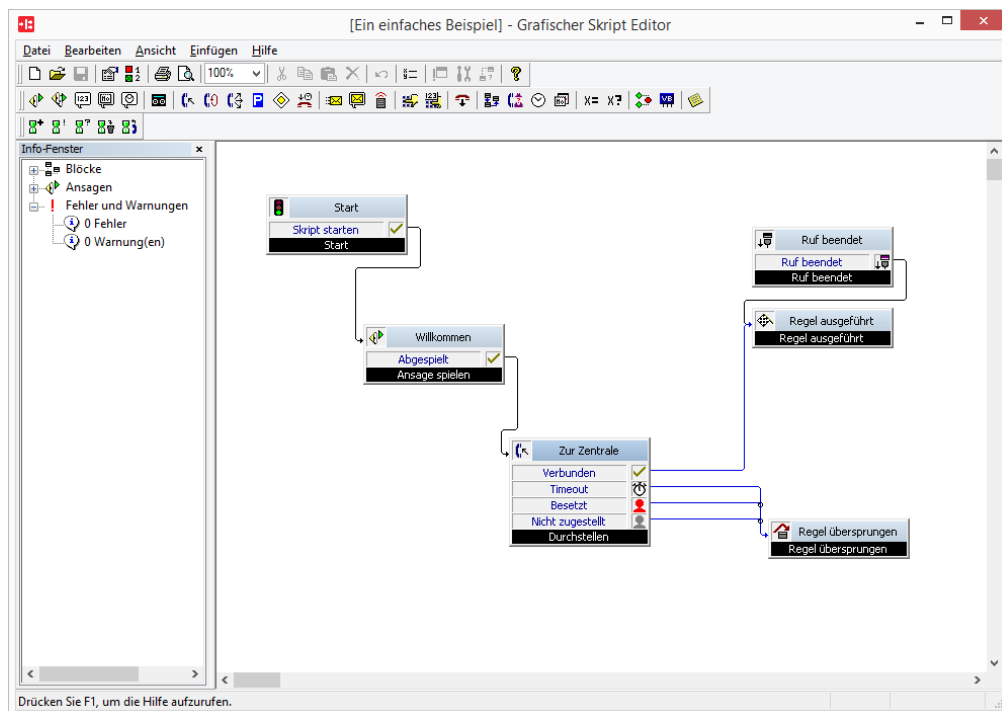 [Ein einfaches Beispiel] - Grafischer Skript Editor
Datei Bearbeiten Ansicht Einfügen Hilfe
100%
X= X?
Info-Fenster
Blöcke
Ansagen
Fehler und Warnungen
0 Fehler
0 Warnung(en)
Start
Skript starten
Start
Willkommen
Abgespielt
Ansage spielen
Zur Zentrale
Verbunden
Timeout
Besetzt
Nicht zugestellt
Durchstellen
Ruf beendet
Ruf beendet
Ruf beendet
Regel ausgeführt
Regel ausgeführt
Regel übersprungen
Regel übersprungen
Drücken Sie F1, um die Hilfe aufzurufen.